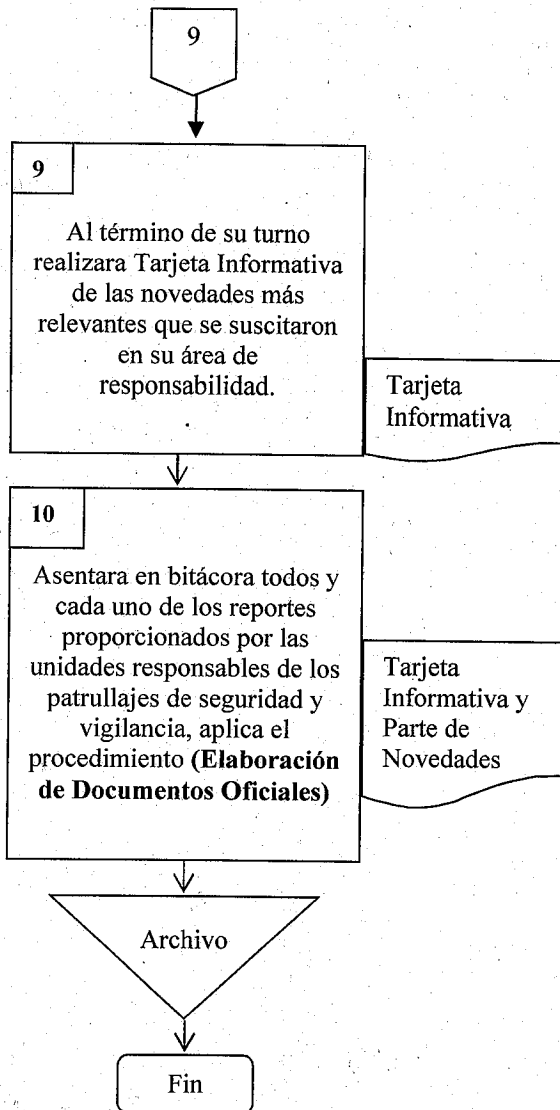 9
9
Al término de su turno
realizara Tarjeta Informativa
de las novedades más
relevantes que se suscitaron
en su área de
responsabilidad.
.
Tarjeta
Informativa
10
Asentara en bitácora todos y
cada uno de los reportes
proporcionados por las
unidades responsables de los
patrullajes de seguridad y
vigilancia, aplica el
procedimiento (Elaboración
de Documentos Oficiales)
Tarjeta
Informativa y
Parte de
Novedades
Archivo
Fin